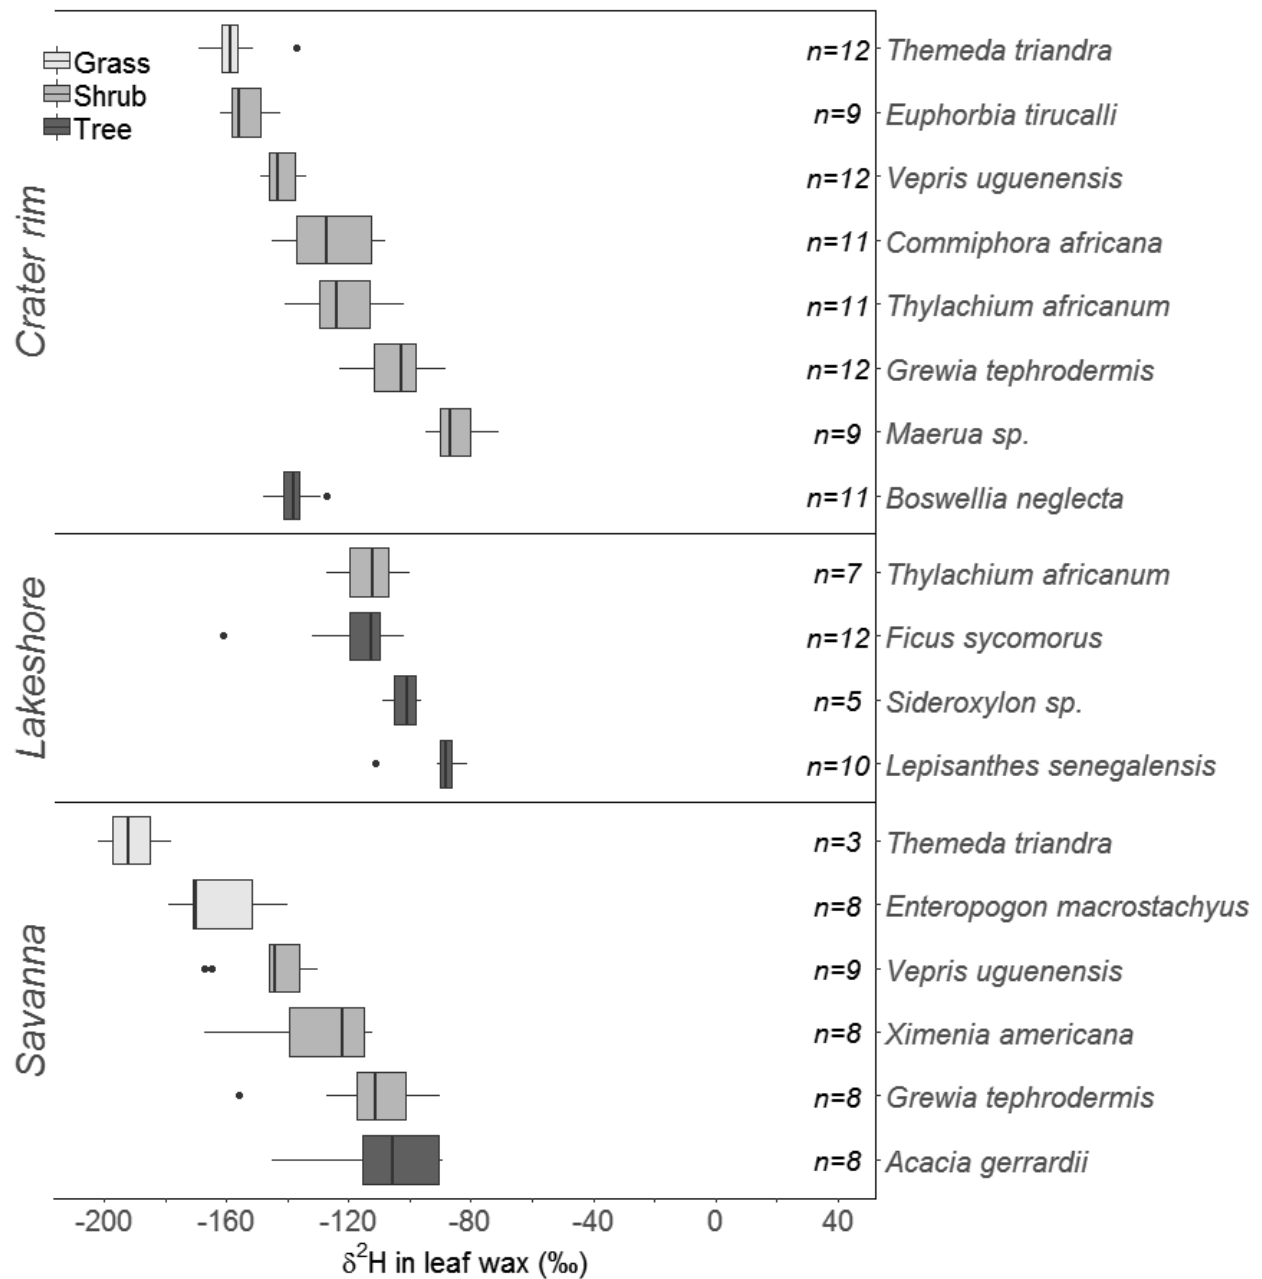 Grass
Shrub
Tree
Crater rim
n=12 Themeda triandra
n=9 Euphorbia tirucalli
n=12 Vepris uguenensis
n=11 Commiphora africana
n=11 Thylachium africanum
n=12 Grewia tephrodermis
n=9 Maerua sp.
n=11 Boswellia neglecta
Lakeshore
n=7 Thylachium africanum
n=12 Ficus sycomorus
n=5 Sideroxylon sp.
n=10 Lepisanthes senegalensis
Savanna
n=3 Themeda triandra
n=8 Enteropogon macrostachyus
n=9 Vepris uguenensis
n=8 Ximenia americana
n=8 Grewia tephrodermis
n=8 Acacia gerrardii
-200 -160 -120 -80 -40 0 40
δ²H in leaf wax (‰)